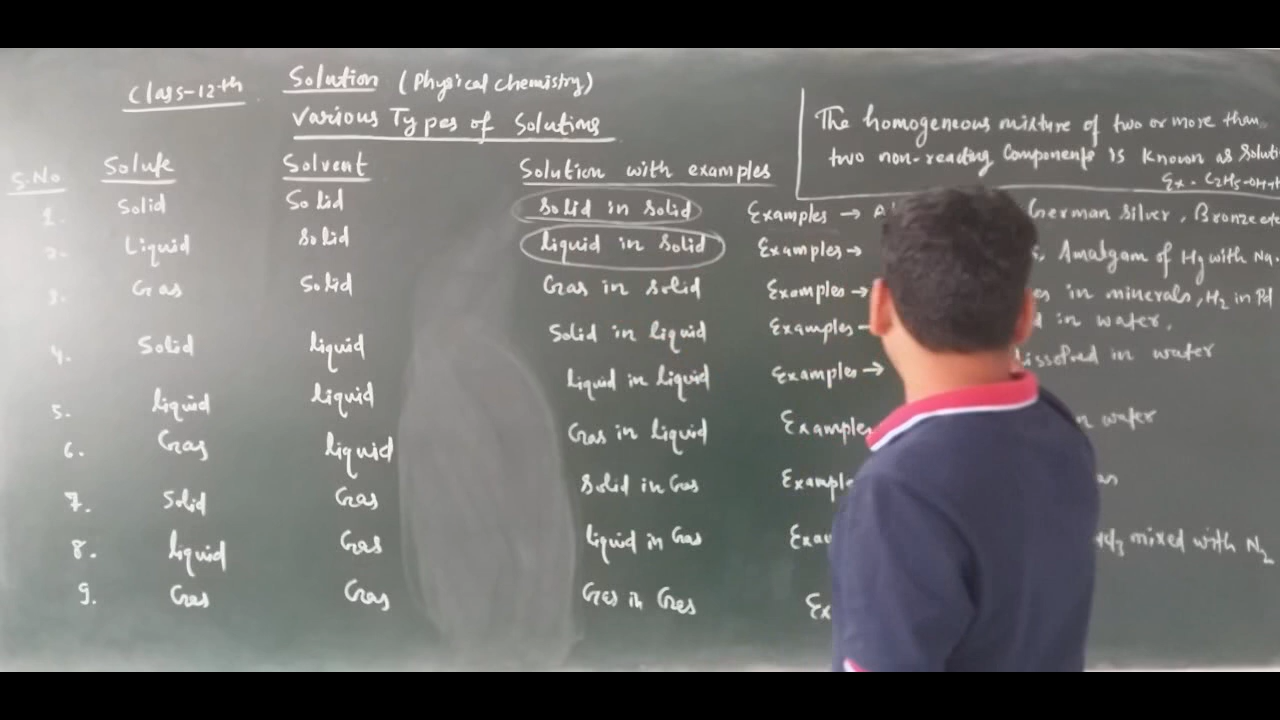 Class-12th Solution (Physical chemistry)
Various Types of Solutions
The homogeneous mixture of two or more than
two non-reacting Components is known as Soluti
Ex - C2H5-OH+H
S.No Solute Solvent Solution with examples
1. Solid Solid Solid in Solid Examples → German Silver, Bronze etc
2. Liquid Solid liquid in Solid Examples → Amalgam of Hg with Na.
3. Gas Solid Gas in Solid Examples → in minerals, H2 in Pd
4. Solid liquid Solid in liquid Examples → in water.
5. liquid liquid liquid in liquid Examples → dissolved in water
6. Gas liquid Gas in liquid Examples in water
7. Solid Gas Solid in Gas Example
8. liquid Gas liquid in Gas Exam mixed with N2
9. Gas Gas Gas in Gas Ex